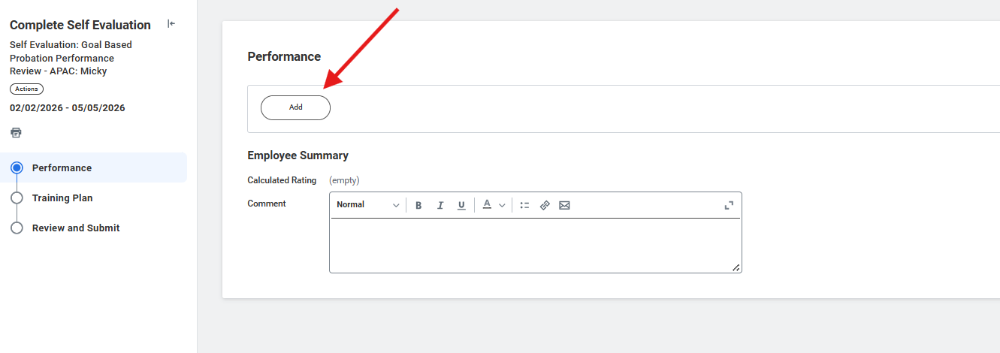 Complete Self Evaluation
Self Evaluation: Goal Based
Probation Performance
Review - APAC: Micky
Actions
02/02/2026 - 05/05/2026
Performance
Training Plan
Review and Submit
Performance
Add
Employee Summary
Calculated Rating (empty)
Comment
Normal B I U A